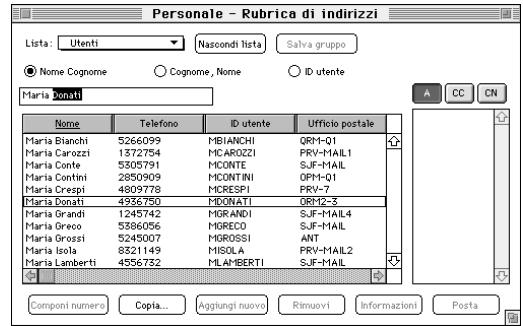 Personale - Rubrica di indirizzi
Lista: Utenti Nascondi lista Salva gruppo
Nome Cognome Cognome, Nome ID utente
Maria Donati A CC CN
Nome Telefono ID utente Ufficio postale
Maria Bianchi 5266099 MBIANCHI QRM-Q1
Maria Carozzi 1372754 MCAROZZI PRV-MAIL1
Maria Conte 5305791 MCONTE SJF-MAIL
Maria Contini 2850909 MCONTINI OPM-Q1
Maria Crespi 4809778 MCRESPI PRV-7
Maria Donati 4936750 MDONATI ORM2-3
Maria Grandi 1245742 MGRANDI SJF-MAIL4
Maria Greco 5386056 MGRECO SJF-MAIL
Maria Grossi 5245007 MGROSSI ANT
Maria Isola 8321149 MISOLA PRV-MAIL2
Maria Lamberti 4556732 MLAMBERTI SJF-MAIL
Componi numero Copia... Aggiungi nuovo Rimuovi Informazioni Posta